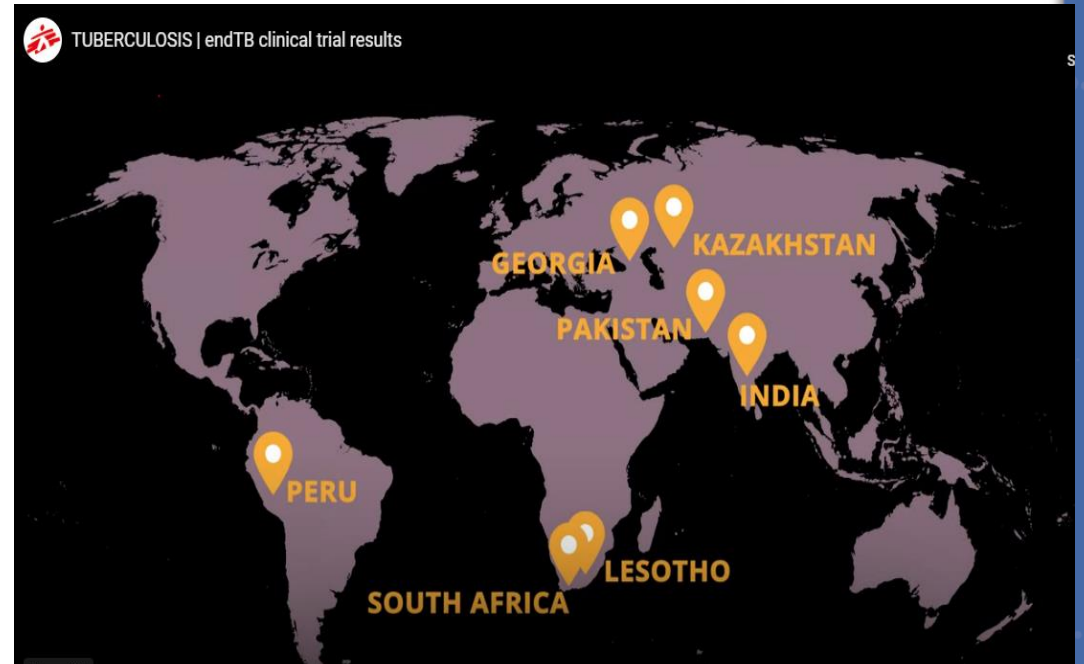 TUBERCULOSIS | endTB clinical trial results
S
KAZAKHSTAN
GEORGIA
PAKISTAN
INDIA
PERU
LESOTHO
SOUTH AFRICA